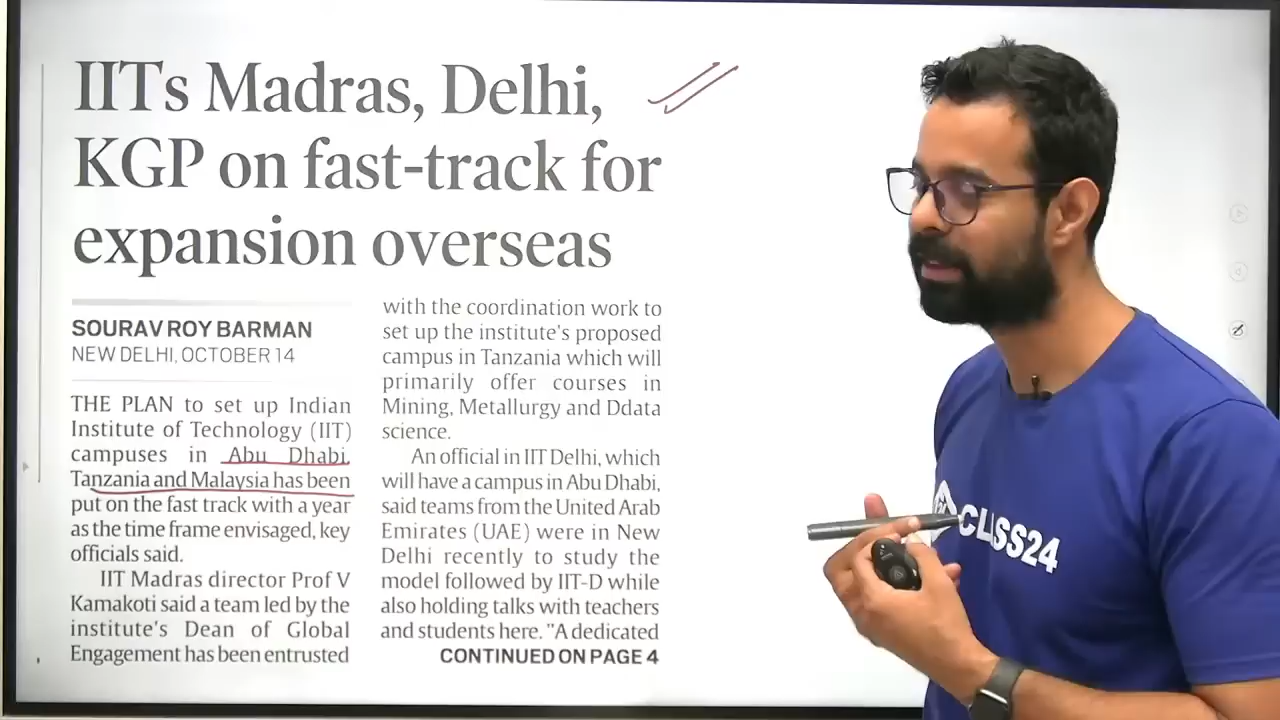 IITs Madras, Delhi,
KGP on fast-track for
expansion overseas
SOURAV ROY BARMAN
NEW DELHI, OCTOBER 14
THE PLAN to set up Indian
Institute of Technology (IIT)
campuses in Abu Dhabi,
Tanzania and Malaysia has been
put on the fast track with a year
as the time frame envisaged, key
officials said.
IIT Madras director Prof V
Kamakoti said a team led by the
institute's Dean of Global
Engagement has been entrusted
with the coordination work to
set up the institute's proposed
campus in Tanzania which will
primarily offer courses in
Mining, Metallurgy and Ddata
science.
An official in IIT Delhi, which
will have a campus in Abu Dhabi,
said teams from the United Arab
Emirates (UAE) were in New
Delhi recently to study the
model followed by IIT-D while
also holding talks with teachers
and students here. "A dedicated
CONTINUED ON PAGE 4
CLASS24